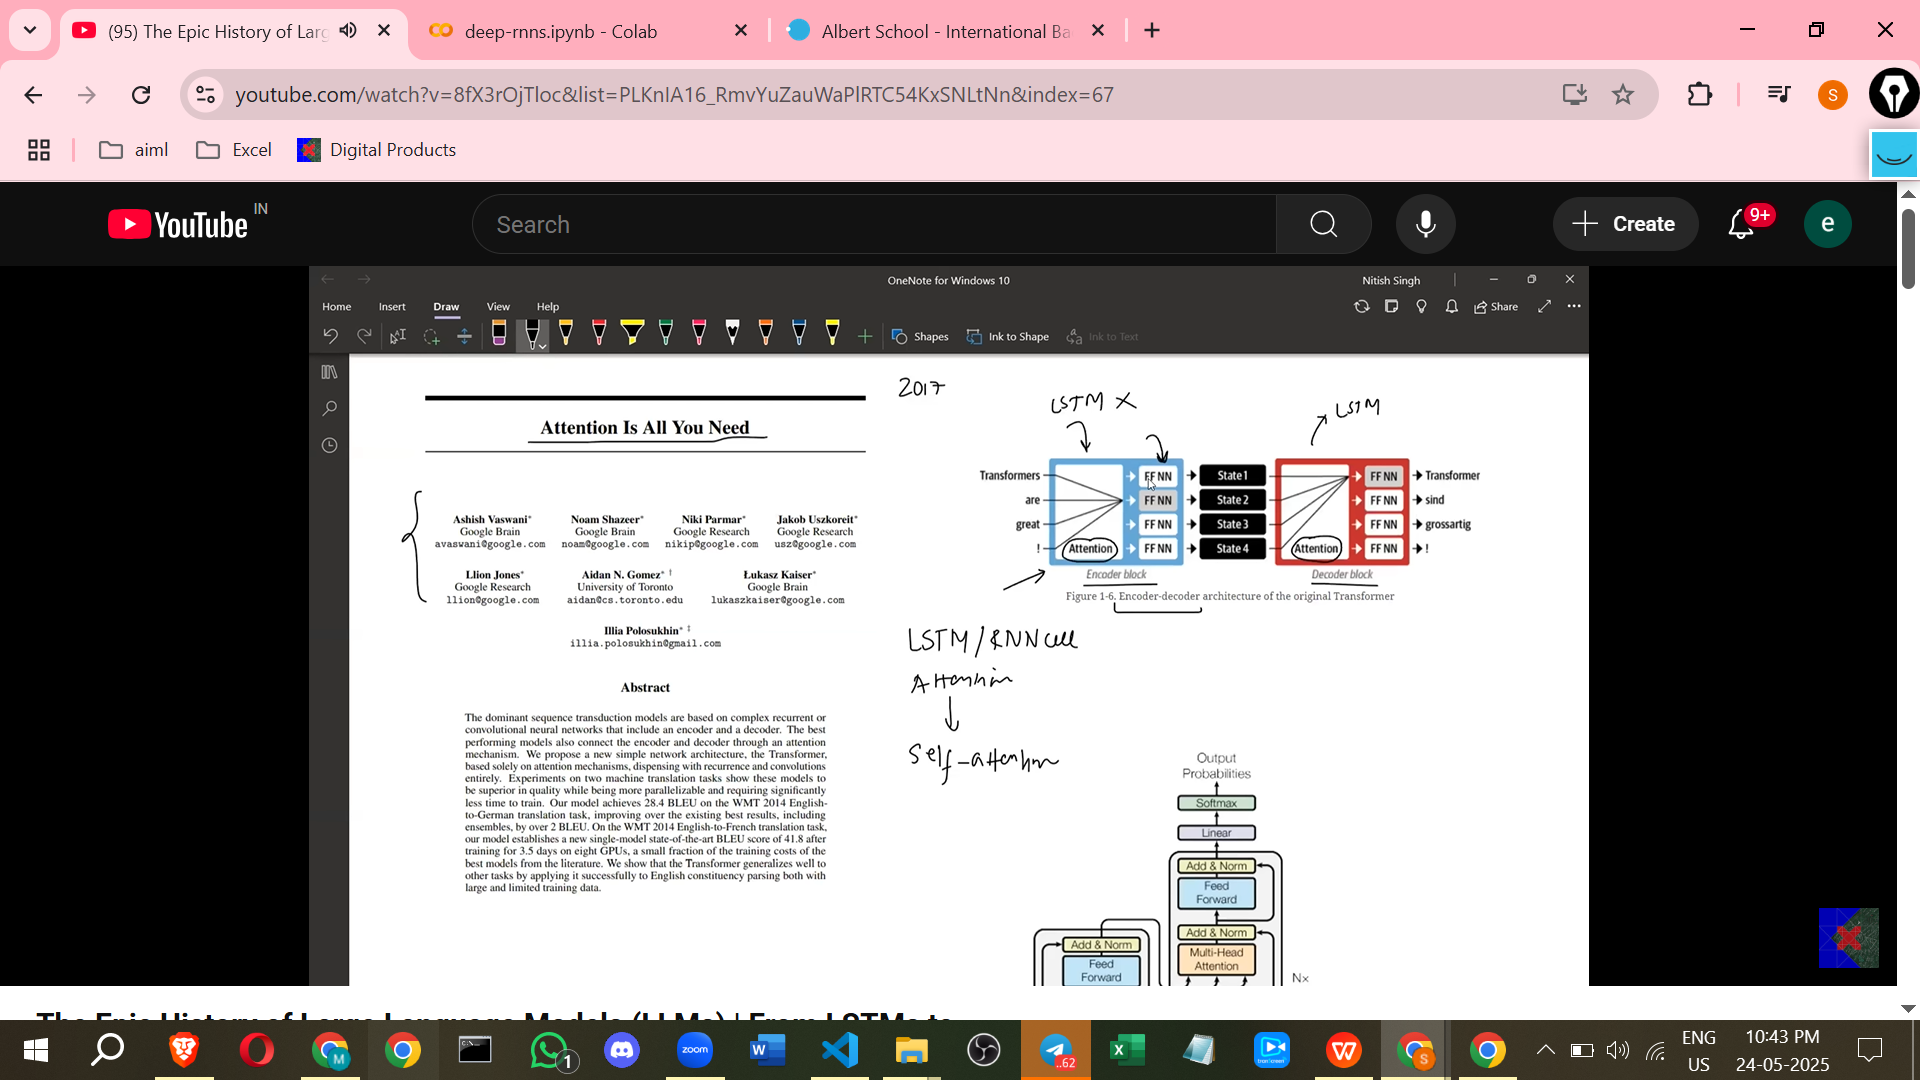 (95) The Epic History of Larg
deep-rnns.ipynb - Colab
Albert School - International Ba
youtube.com/watch?v=8fX3rOjTloc&list=PLKnIA16_RmvYuZauWaPlRTC54KxSNLtNn&index=67
S
aiml
Excel
Digital Products
YouTube IN
Search
Create
9+
e
OneNote for Windows 10
Nitish Singh
Home Insert Draw View Help
Share
Shapes
Ink to Shape
Ink to Text
Attention Is All You Need
Ashish Vaswani*
Google Brain
avaswani@google.com
Noam Shazeer*
Google Brain
noam@google.com
Niki Parmar*
Google Research
nikip@google.com
Jakob Uszkoreit*
Google Research
usz@google.com
Llion Jones*
Google Research
llion@google.com
Aidan N. Gomez* †
University of Toronto
aidan@cs.toronto.edu
Łukasz Kaiser*
Google Brain
lukaszkaiser@google.com
Illia Polosukhin* ‡
illia.polosukhin@gmail.com
Abstract
The dominant sequence transduction models are based on complex recurrent or
convolutional neural networks that include an encoder and a decoder. The best
performing models also connect the encoder and decoder through an attention
mechanism. We propose a new simple network architecture, the Transformer,
based solely on attention mechanisms, dispensing with recurrence and convolutions
entirely. Experiments on two machine translation tasks show these models to
be superior in quality while being more parallelizable and requiring significantly
less time to train. Our model achieves 28.4 BLEU on the WMT 2014 English-
to-German translation task, improving over the existing best results, including
ensembles, by over 2 BLEU. On the WMT 2014 English-to-French translation task,
our model establishes a new single-model state-of-the-art BLEU score of 41.8 after
training for 3.5 days on eight GPUs, a small fraction of the training costs of the
best models from the literature. We show that the Transformer generalizes well to
other tasks by applying it successfully to English constituency parsing both with
large and limited training data.
2017
LSTM X
LSTM
Transformers FF NN State 1 FF NN Transformer
are FF NN State 2 FF NN sind
great FF NN State 3 FF NN grossartig
! Attention FF NN State 4 Attention FF NN !
Encoder block
Decoder block
Figure 1-6. Encoder-decoder architecture of the original Transformer
LSTM/RNN cell
Attention
Self-attention
Output
Probabilities
Softmax
Linear
Add & Norm
Feed
Forward
Add & Norm
Multi-Head
Attention
Nx
Add & Norm
Feed
Forward
The Epic History of Large Language Models (LLMs) | From LSTMs to
M
1
zoom
..62
S
ENG
US
10:43 PM
24-05-2025